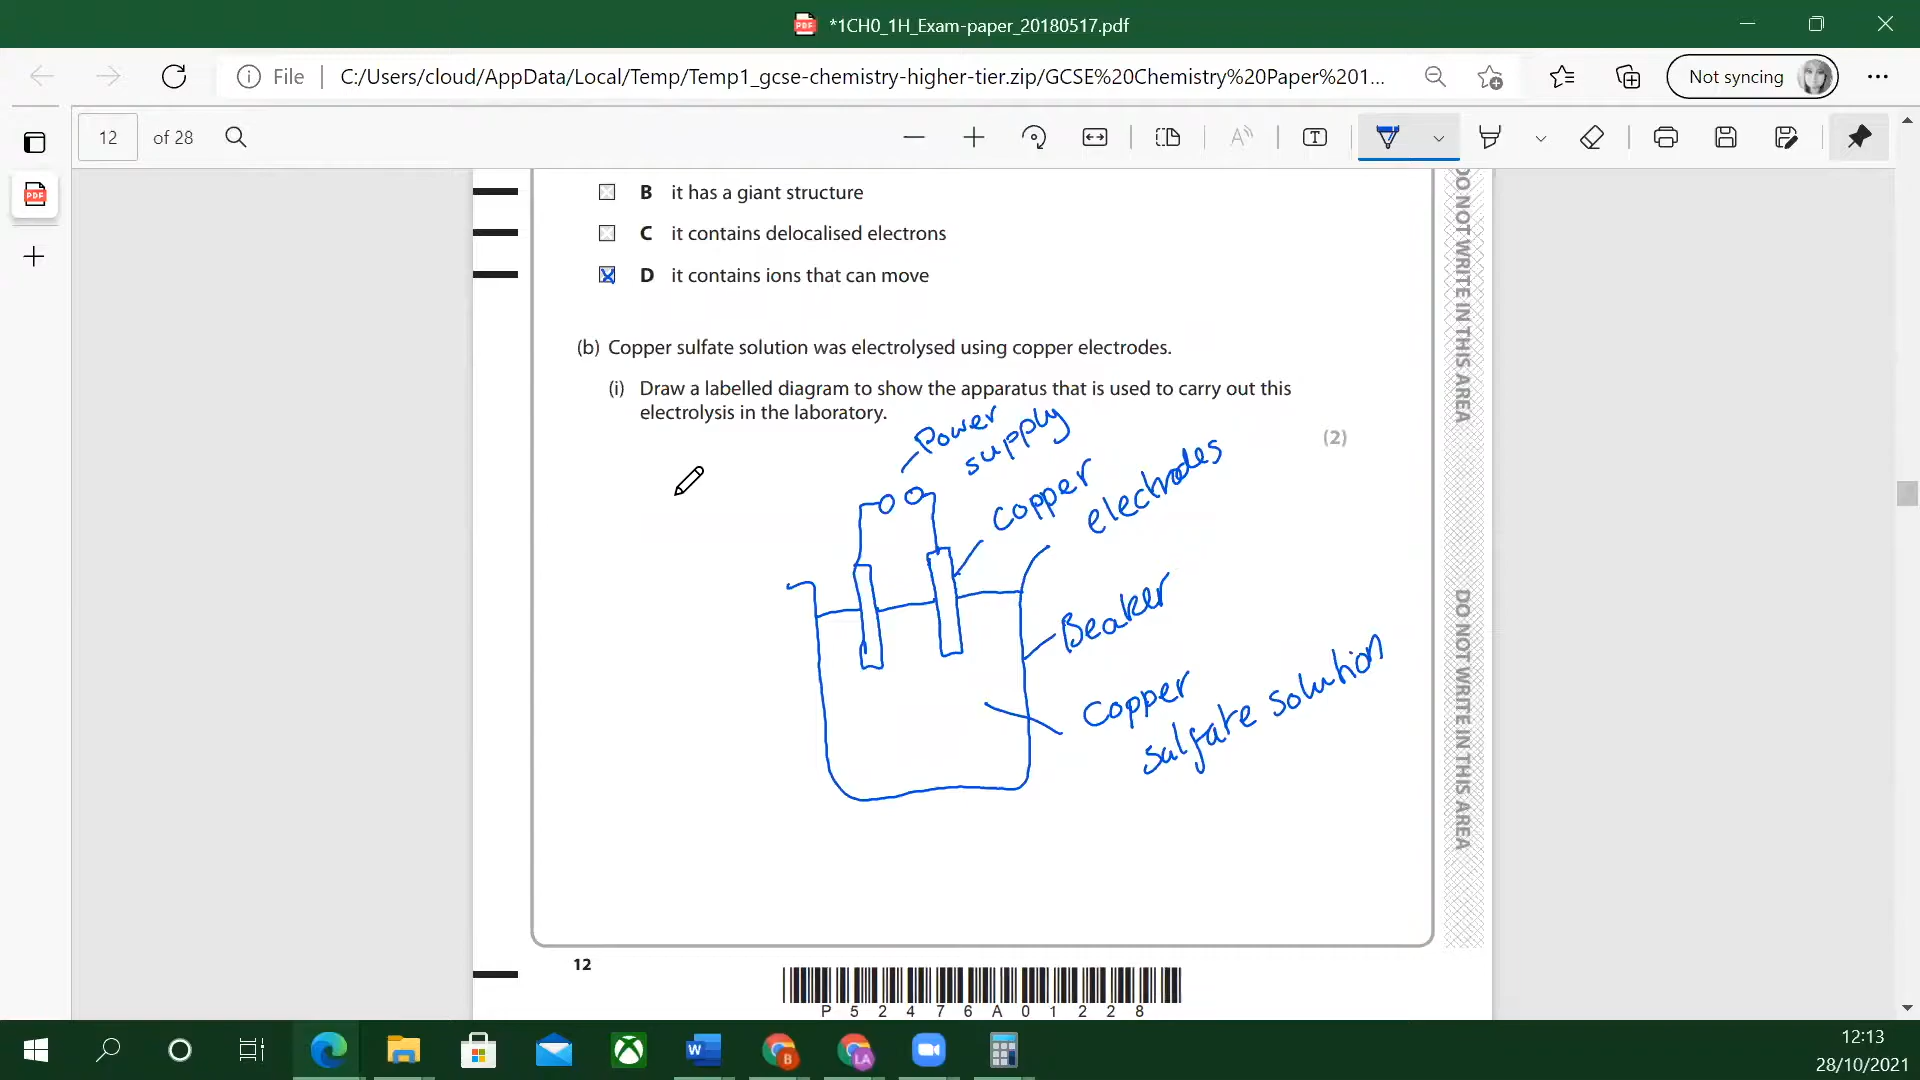 *1CH0_1H_Exam-paper_20180517.pdf
File
C:/Users/cloud/AppData/Local/Temp/Temp1_gcse-chemistry-higher-tier.zip/GCSE%20Chemistry%20Paper%201...
Not syncing
12 of 28
B it has a giant structure
C it contains delocalised electrons
D it contains ions that can move
(b) Copper sulfate solution was electrolysed using copper electrodes.
(i) Draw a labelled diagram to show the apparatus that is used to carry out this
electrolysis in the laboratory.
(2)
Power
supply
copper
electrodes
Beaker
Copper
sulfate solution
DO NOT WRITE IN THIS AREA
DO NOT WRITE IN THIS AREA
12
P 5 2 4 7 6 A 0 1 2 2 8
12:13
28/10/2021